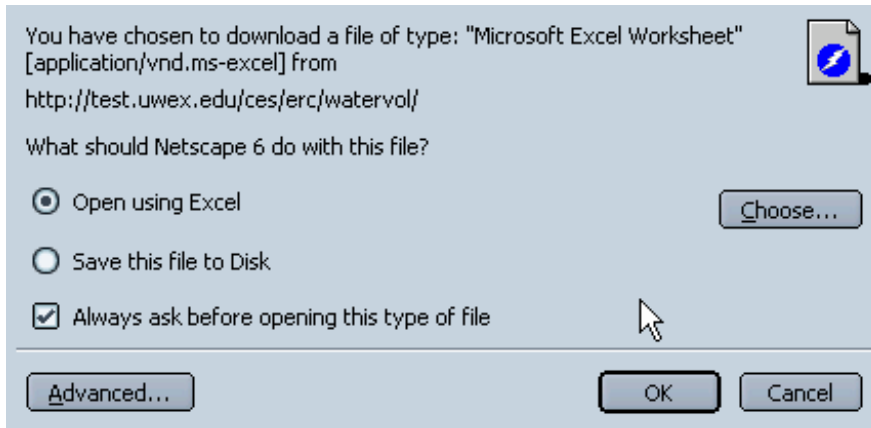 You have chosen to download a file of type: "Microsoft Excel Worksheet"
[application/vnd.ms-excel] from
http://test.uwex.edu/ces/erc/watervol/
What should Netscape 6 do with this file?
Open using Excel
Choose...
Save this file to Disk
Always ask before opening this type of file
Advanced... OK Cancel